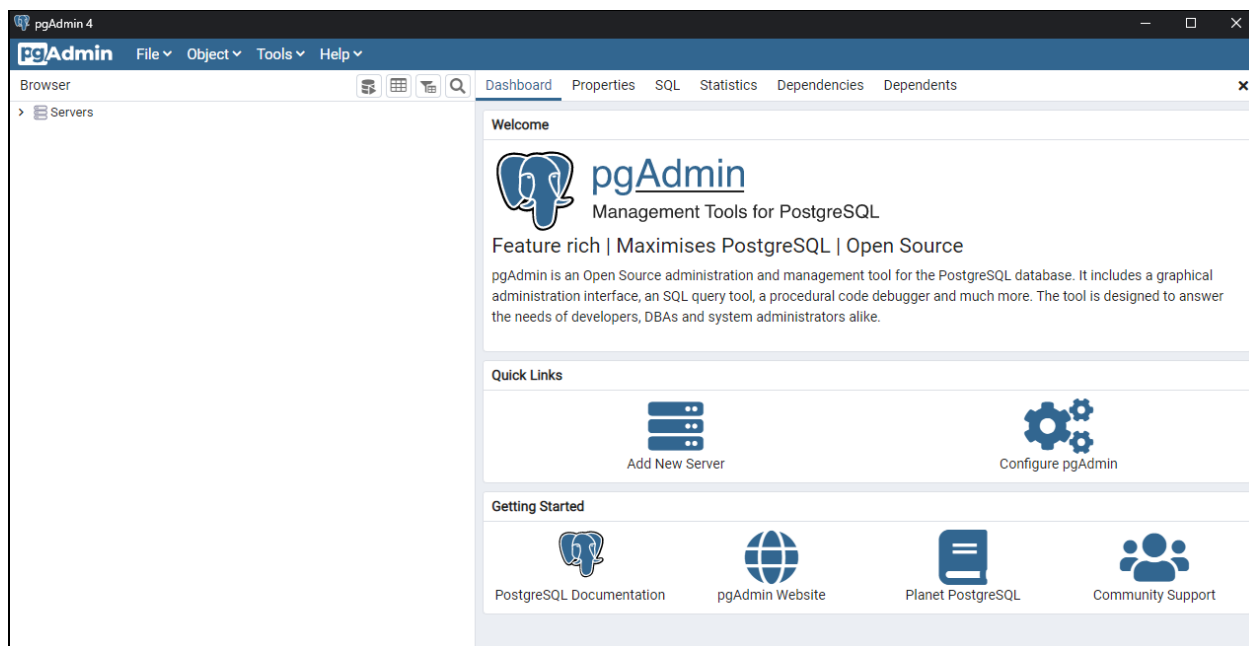 pgAdmin 4
pgAdmin File Object Tools Help
Browser
Dashboard Properties SQL Statistics Dependencies Dependents
Servers
Welcome
pgAdmin
Management Tools for PostgreSQL
Feature rich | Maximises PostgreSQL | Open Source
pgAdmin is an Open Source administration and management tool for the PostgreSQL database. It includes a graphical
administration interface, an SQL query tool, a procedural code debugger and much more. The tool is designed to answer
the needs of developers, DBAs and system administrators alike.
Quick Links
Add New Server
Configure pgAdmin
Getting Started
PostgreSQL Documentation
pgAdmin Website
Planet PostgreSQL
Community Support